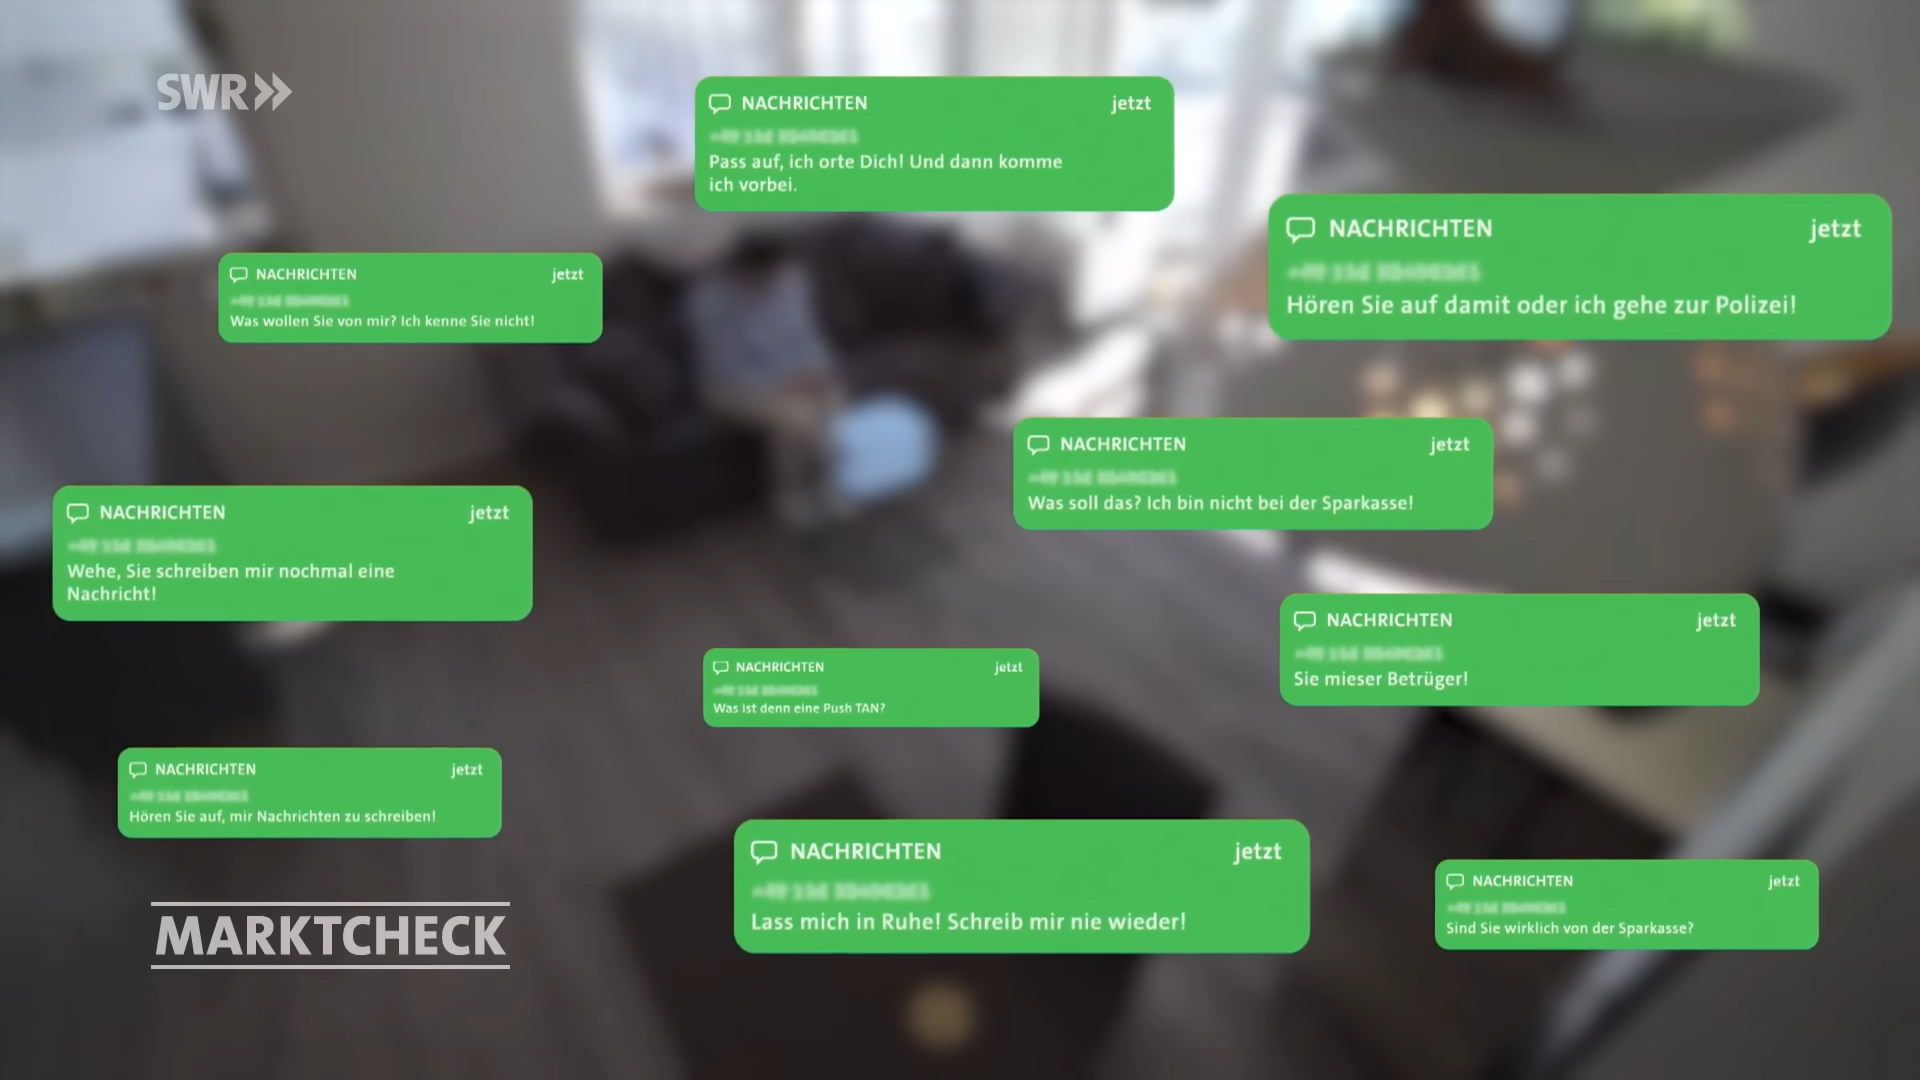 SWR
NACHRICHTEN jetzt
Pass auf, ich orte Dich! Und dann komme
ich vorbei.
NACHRICHTEN jetzt
Hören Sie auf damit oder ich gehe zur Polizei!
NACHRICHTEN jetzt
Was wollen Sie von mir? Ich kenne Sie nicht!
NACHRICHTEN jetzt
Was soll das? Ich bin nicht bei der Sparkasse!
NACHRICHTEN jetzt
Wehe, Sie schreiben mir nochmal eine
Nachricht!
NACHRICHTEN jetzt
Sie mieser Betrüger!
NACHRICHTEN jetzt
Was ist denn eine Push TAN?
NACHRICHTEN jetzt
Hören Sie auf, mir Nachrichten zu schreiben!
NACHRICHTEN jetzt
Lass mich in Ruhe! Schreib mir nie wieder!
NACHRICHTEN jetzt
Sind Sie wirklich von der Sparkasse?
MARKTCHECK